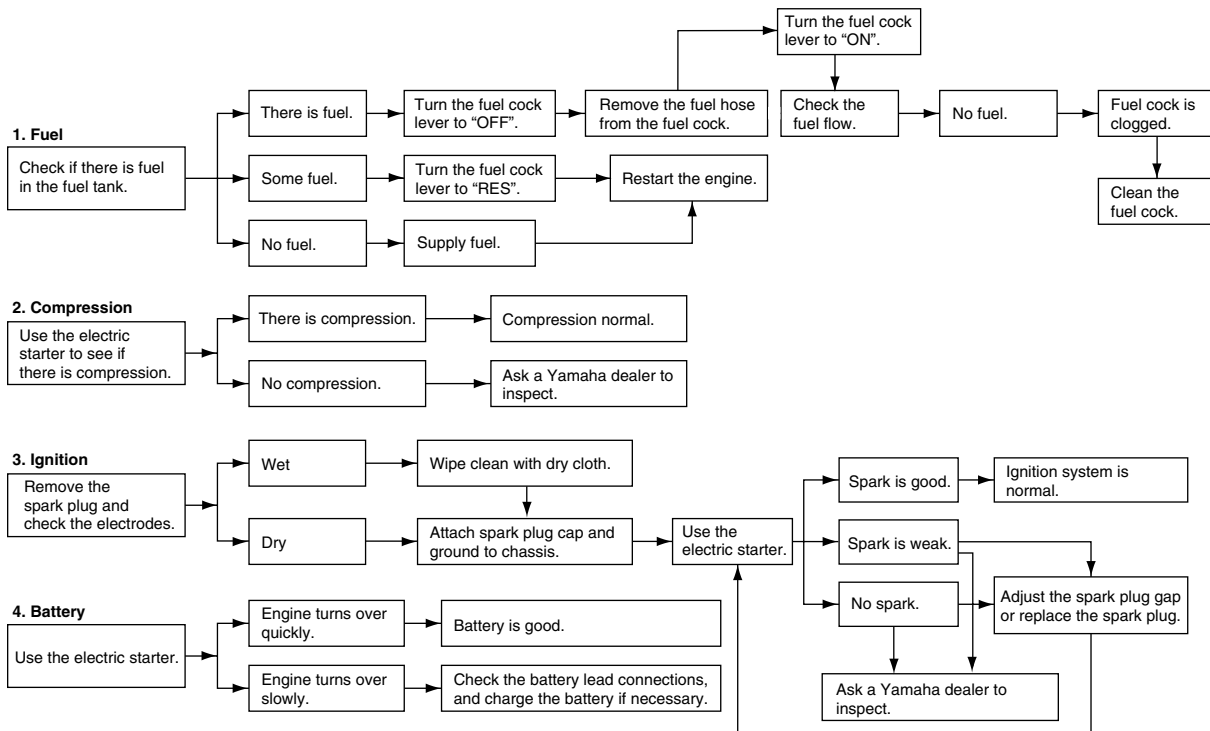 1. Fuel
Check if there is fuel
in the fuel tank.
There is fuel.
Turn the fuel cock
lever to “OFF”.
Remove the fuel hose
from the fuel cock.
Turn the fuel cock
lever to “ON”.
Check the
fuel flow.
No fuel.
Fuel cock is
clogged.
Clean the
fuel cock.
Some fuel.
Turn the fuel cock
lever to “RES”.
Restart the engine.
No fuel.
Supply fuel.
2. Compression
Use the electric
starter to see if
there is compression.
There is compression.
Compression normal.
No compression.
Ask a Yamaha dealer to
inspect.
3. Ignition
Remove the
spark plug and
check the electrodes.
Wet
Wipe clean with dry cloth.
Dry
Attach spark plug cap and
ground to chassis.
Use the
electric starter.
Spark is good.
Ignition system is
normal.
Spark is weak.
No spark.
Adjust the spark plug gap
or replace the spark plug.
Ask a Yamaha dealer to
inspect.
4. Battery
Use the electric starter.
Engine turns over
quickly.
Battery is good.
Engine turns over
slowly.
Check the battery lead connections,
and charge the battery if necessary.